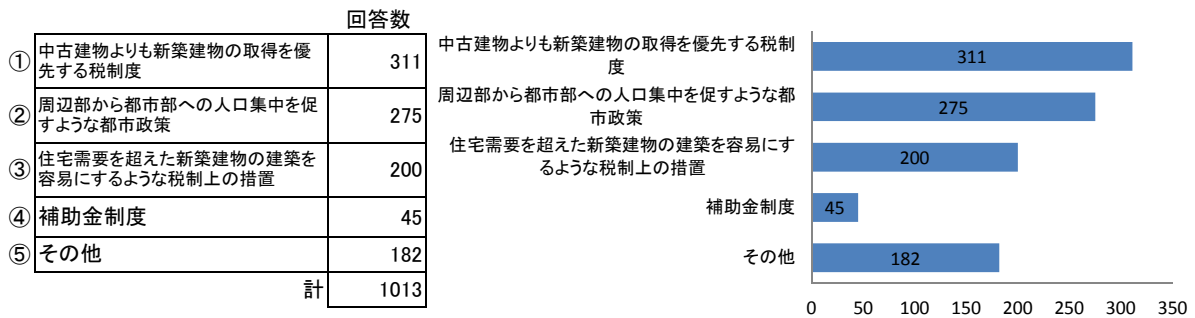 回答数
① 中古建物よりも新築建物の取得を優
先する税制度 311
② 周辺部から都市部への人口集中を促
すような都市政策 275
③ 住宅需要を超えた新築建物の建築を
容易にするような税制上の措置 200
④ 補助金制度 45
⑤ その他 182
計 1013
中古建物よりも新築建物の取得を優先する税制
度
311
周辺部から都市部への人口集中を促すような都
市政策
275
住宅需要を超えた新築建物の建築を容易にす
るような税制上の措置
200
補助金制度
45
その他
182
0 50 100 150 200 250 300 350